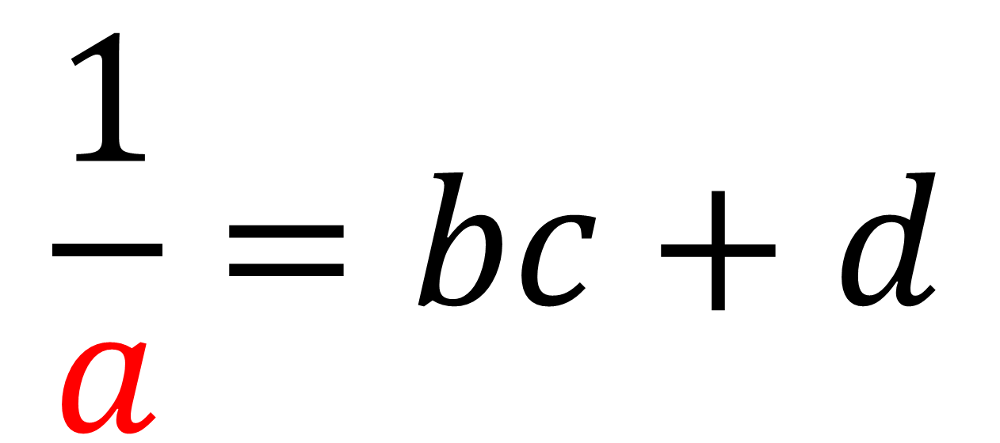 1/a = bc + d